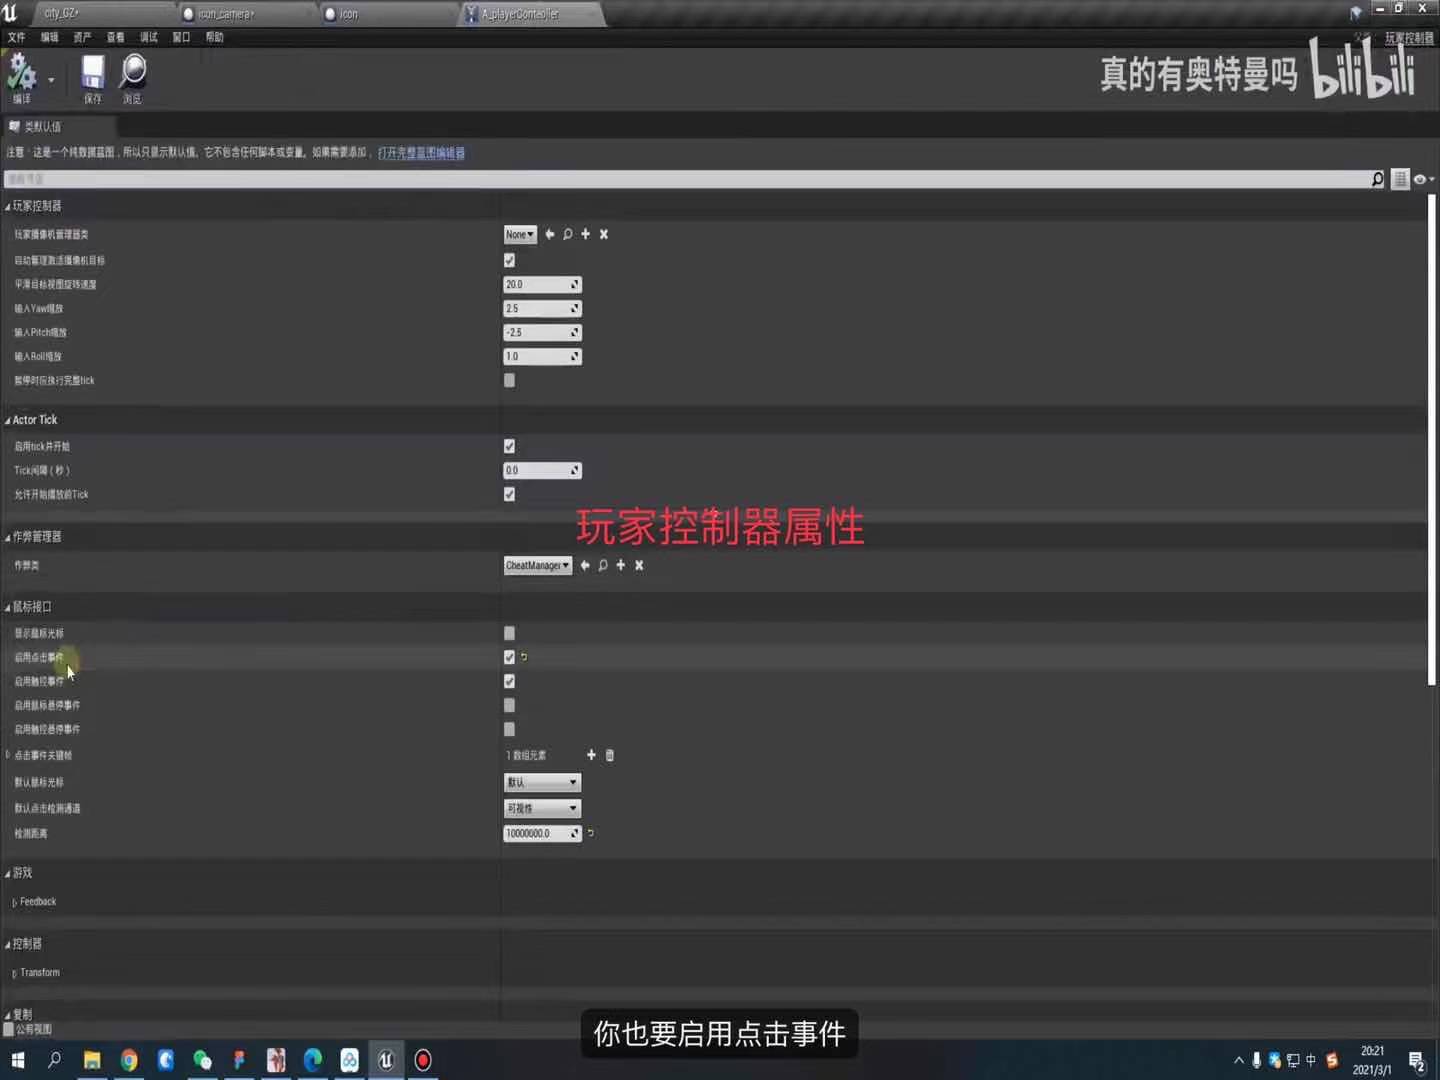 city_GZ*
icon_camera*
icon
A_playerController
文件 编辑 资产 查看 调试 窗口 帮助
玩家控制器
编译
保存
浏览
真的有奥特曼吗 bilibili
类默认值
注意：这是一个纯数据蓝图，所以只显示默认值。它不包含任何脚本或变量。如果需要添加，打开完整蓝图编辑器
玩家控制器
玩家摄像机管理器类 None
自动管理激活摄像机目标
平滑目标视图旋转速度 20.0
输入Yaw缩放 2.5
输入Pitch缩放 -2.5
输入Roll缩放 1.0
暂停时应执行完整tick
Actor Tick
启用tick并开始
Tick间隔（秒） 0.0
允许开始播放前Tick
玩家控制器属性
作弊管理器
作弊类 CheatManager
鼠标接口
显示鼠标光标
启用点击事件
启用触控事件
启用鼠标悬停事件
启用触控悬停事件
点击事件关键帧 1 数组元素
默认鼠标光标 默认
默认点击检测通道 可视性
检测距离 10000000.0
游戏
Feedback
控制器
Transform
复制
公有视图
你也要启用点击事件
中
20:21
2021/3/1
2